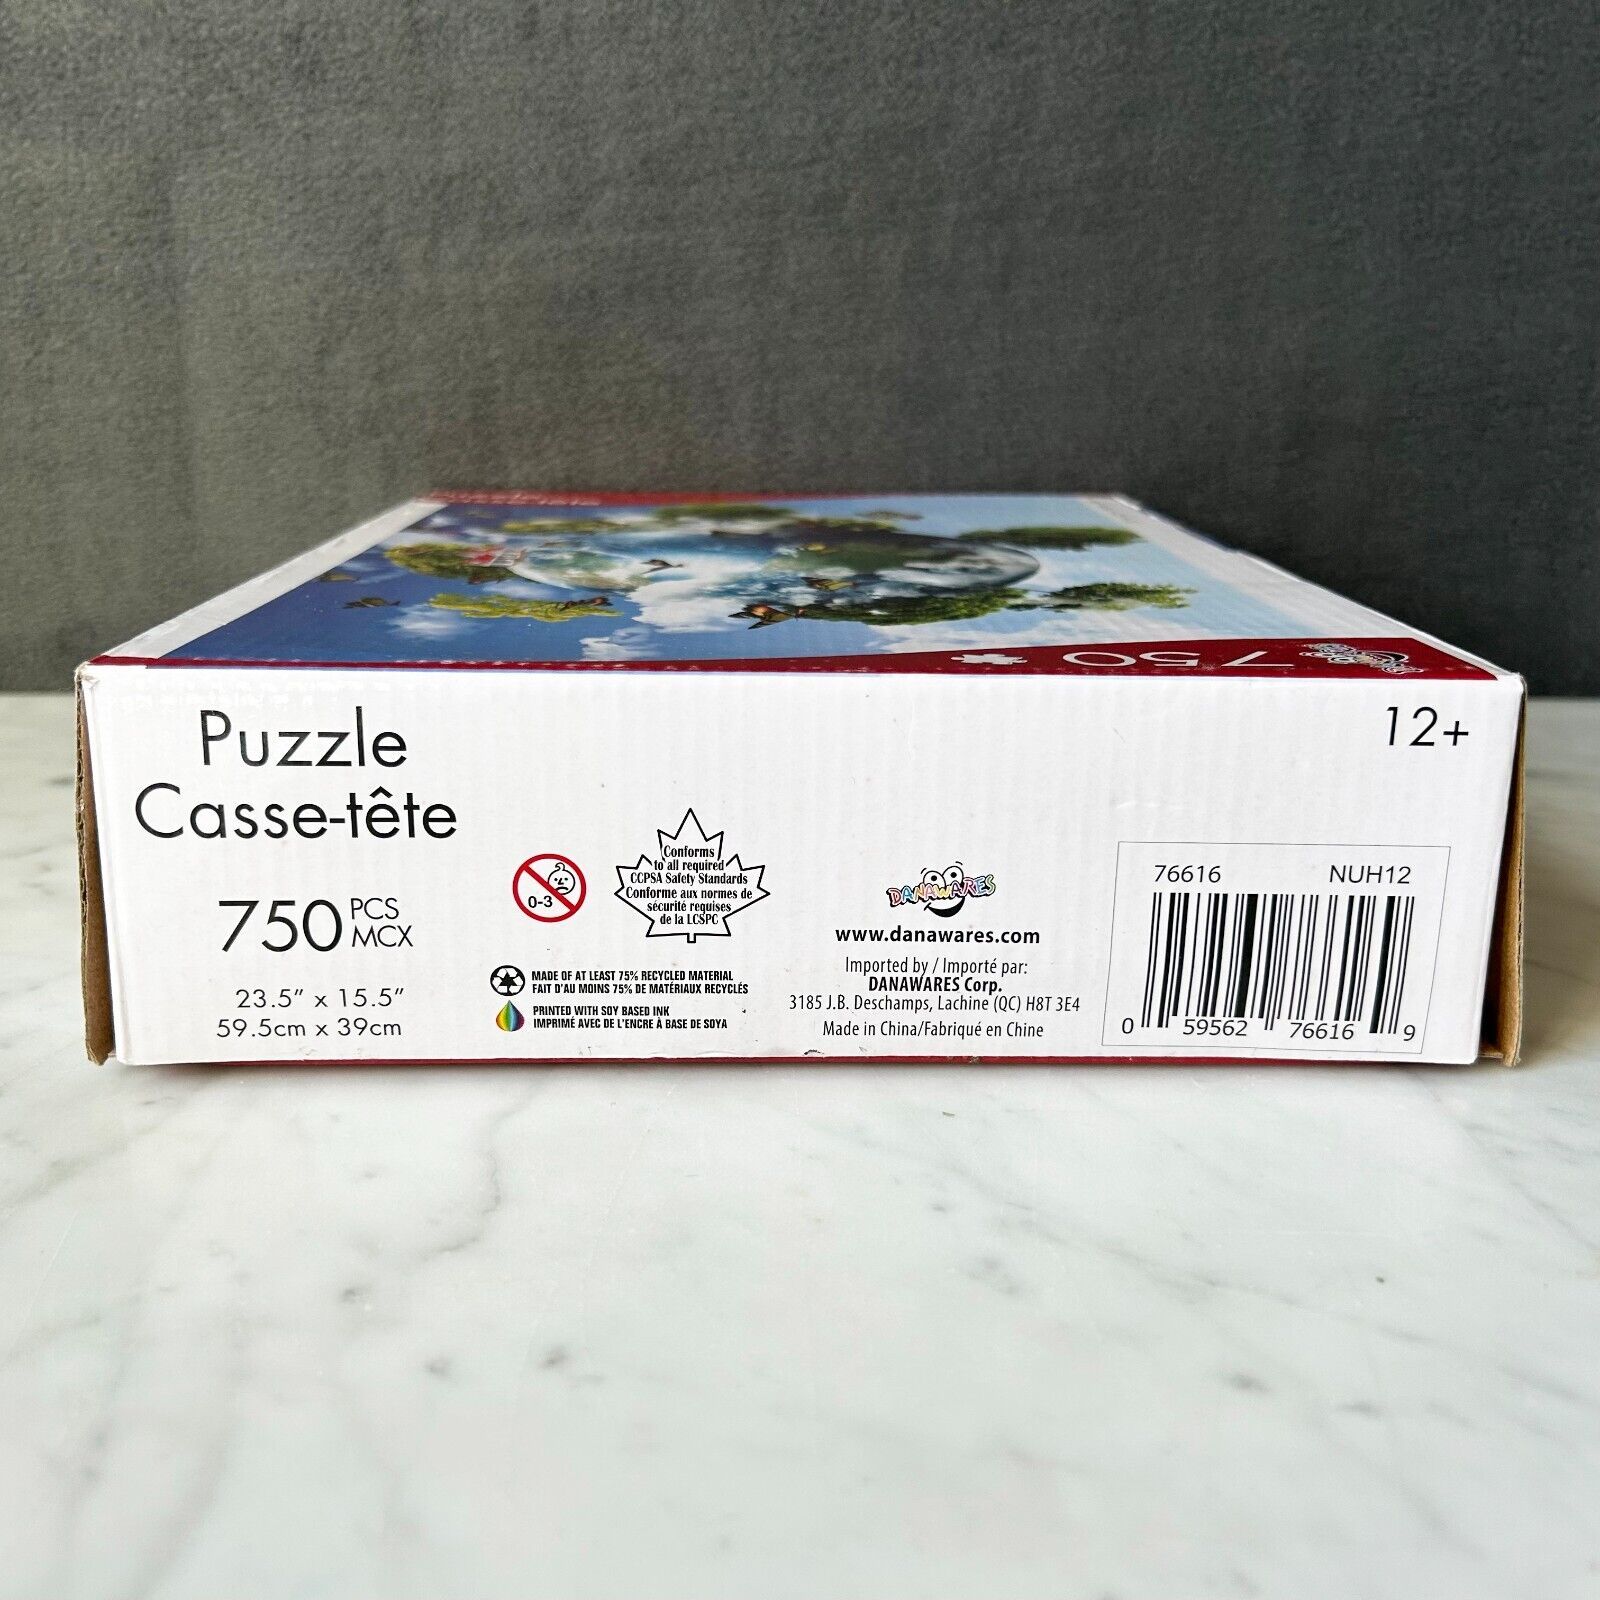 750
Puzzle
Casse-tête
750 PCS
MCX
23.5" x 15.5"
59.5cm x 39cm
0-3
Conforms
to all required
CCPSA Safety Standards
Conforme aux normes de
sécurité requises
de la LCSPC
MADE OF AT LEAST 75% RECYCLED MATERIAL
FAIT D'AU MOINS 75% DE MATÉRIAUX RECYCLÉS
PRINTED WITH SOY BASED INK
IMPRIMÉ AVEC DE L'ENCRE À BASE DE SOYA
DANAWARES
www.danawares.com
Imported by / Importé par:
DANAWARES Corp.
3185 J.B. Deschamps, Lachine (QC) H8T 3E4
Made in China/Fabriqué en Chine
12+
76616 NUH12
0 59562 76616 9